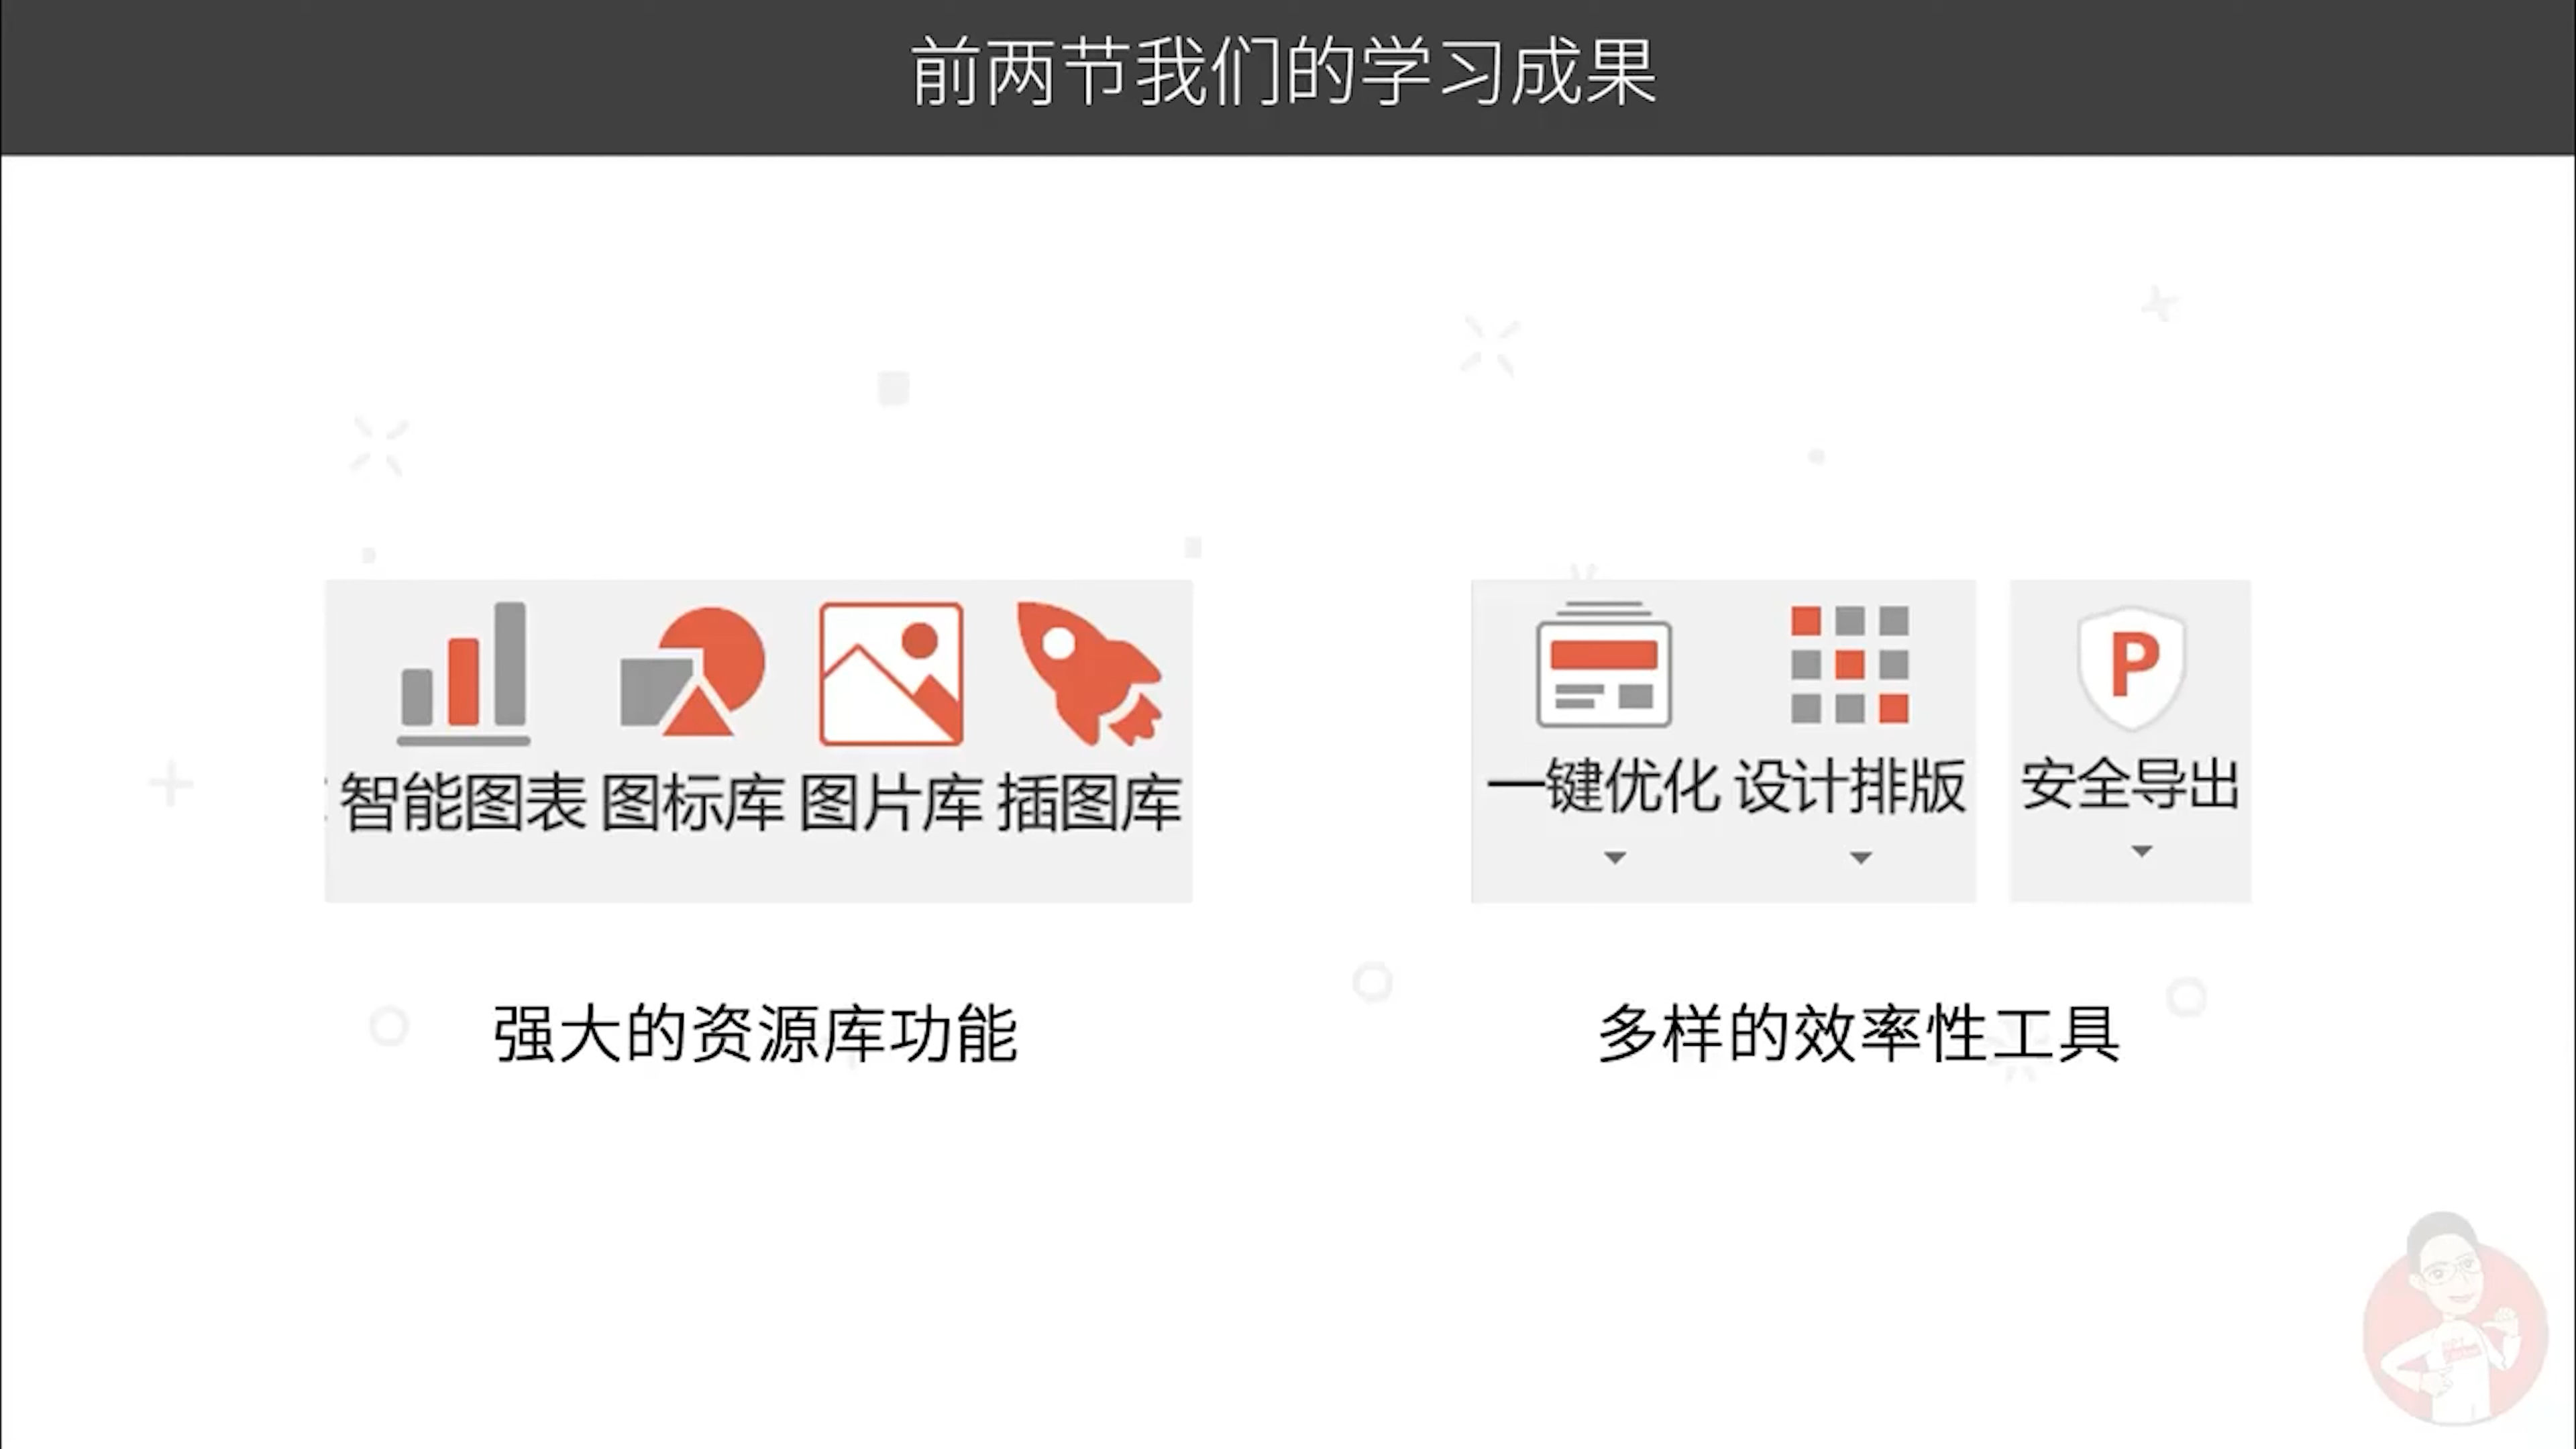 前两节我们的学习成果
智能图表 图标库 图片库 插图库
一键优化 设计排版
P
安全导出
强大的资源库功能
多样的效率性工具